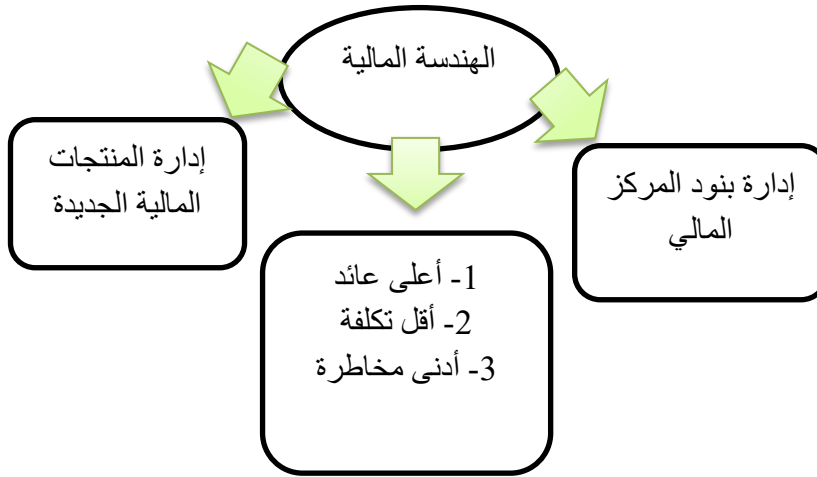 الهندسة المالية
إدارة بنود المركز
المالي
إدارة المنتجات
المالية الجديدة
1- أعلى عائد
2- أقل تكلفة
3- أدنى مخاطرة